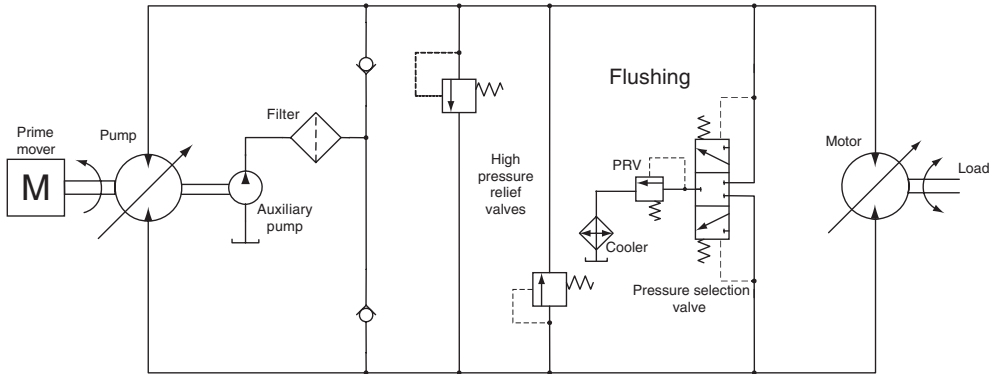 Flushing
Prime
mover
M
Pump
Filter
Auxiliary
pump
High
pressure
relief
valves
PRV
Cooler
Pressure selection
valve
Motor
Load